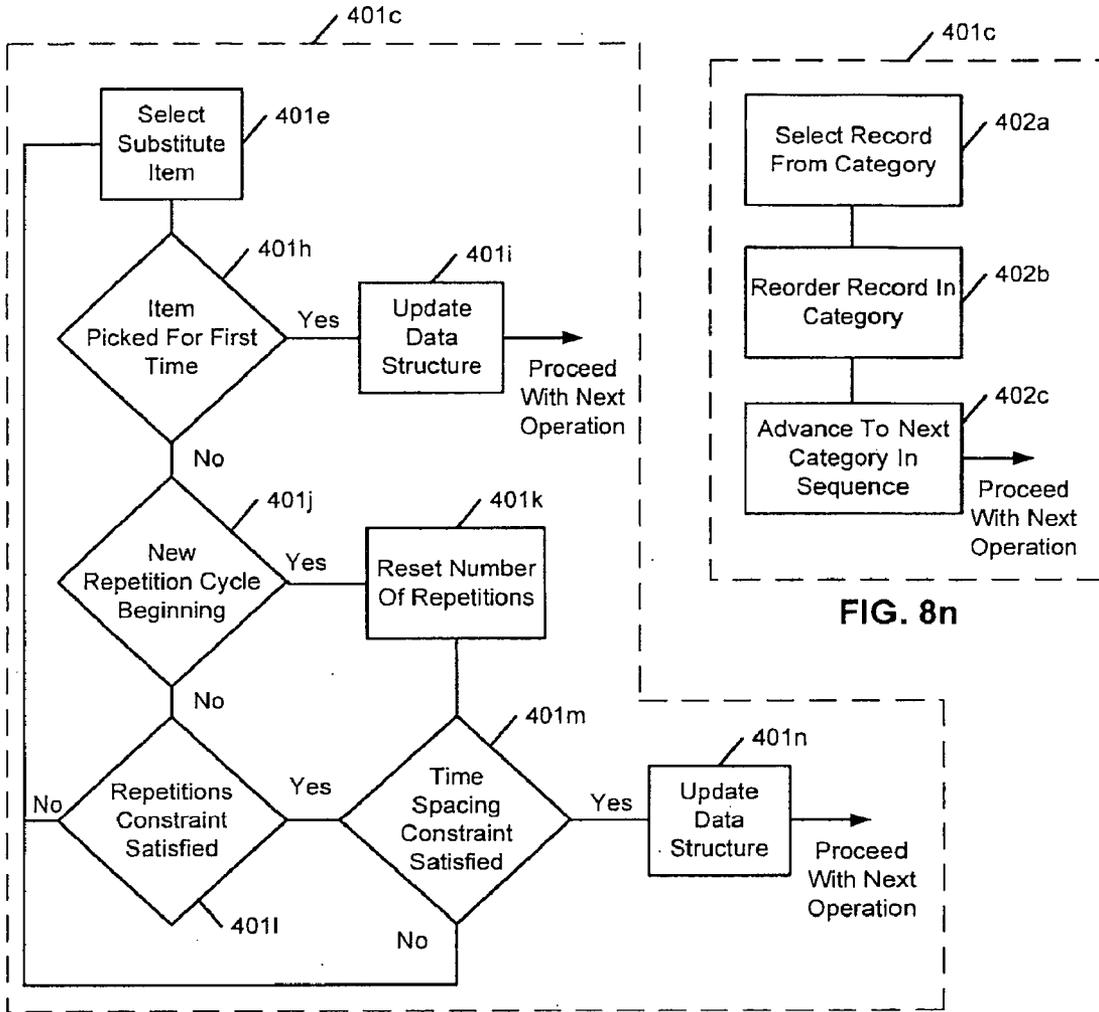 401c
Select
Substitute
Item
401e
401h
Item
Picked For First
Time
Yes
401i
Update
Data
Structure
Proceed
With Next
Operation
No
401j
New
Repetition Cycle
Beginning
Yes
401k
Reset Number
Of Repetitions
No
Repetitions
Constraint
Satisfied
No
401l
Yes
401m
Time
Spacing
Constraint
Satisfied
No
Yes
401n
Update
Data
Structure
Proceed
With Next
Operation
401c
Select Record
From Category
402a
Reorder Record In
Category
402b
402c
Advance To Next
Category In
Sequence
Proceed
With Next
Operation
FIG. 8n